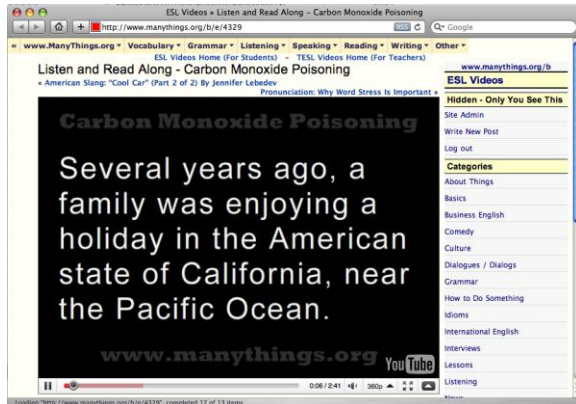 ESL Videos » Listen and Read Along – Carbon Monoxide Poisoning
http://www.manythings.org/b/e/4329 RSS Google
« www.ManyThings.org Vocabulary Grammar Listening Speaking Reading Writing Other
ESL Videos Home (For Students) – TESL Videos Home (For Teachers)
Listen and Read Along - Carbon Monoxide Poisoning
« American Slang: "Cool Car" (Part 2 of 2) By Jennifer Lebedev
Pronunciation: Why Word Stress Is Important »
Carbon Monoxide Poisoning
Several years ago, a
family was enjoying a
holiday in the American
state of California, near
the Pacific Ocean.
www.manythings.org
YouTube
0:06 / 2:41 360p
www.manythings.org/b
ESL Videos
Hidden - Only You See This
Site Admin
Write New Post
Log out
Categories
About Things
Basics
Business English
Comedy
Culture
Dialogues / Dialogs
Grammar
How to Do Something
Idioms
International English
Interviews
Lessons
Listening
News
Loading "http://www.manythings.org/b/e/4329", completed 12 of 13 items